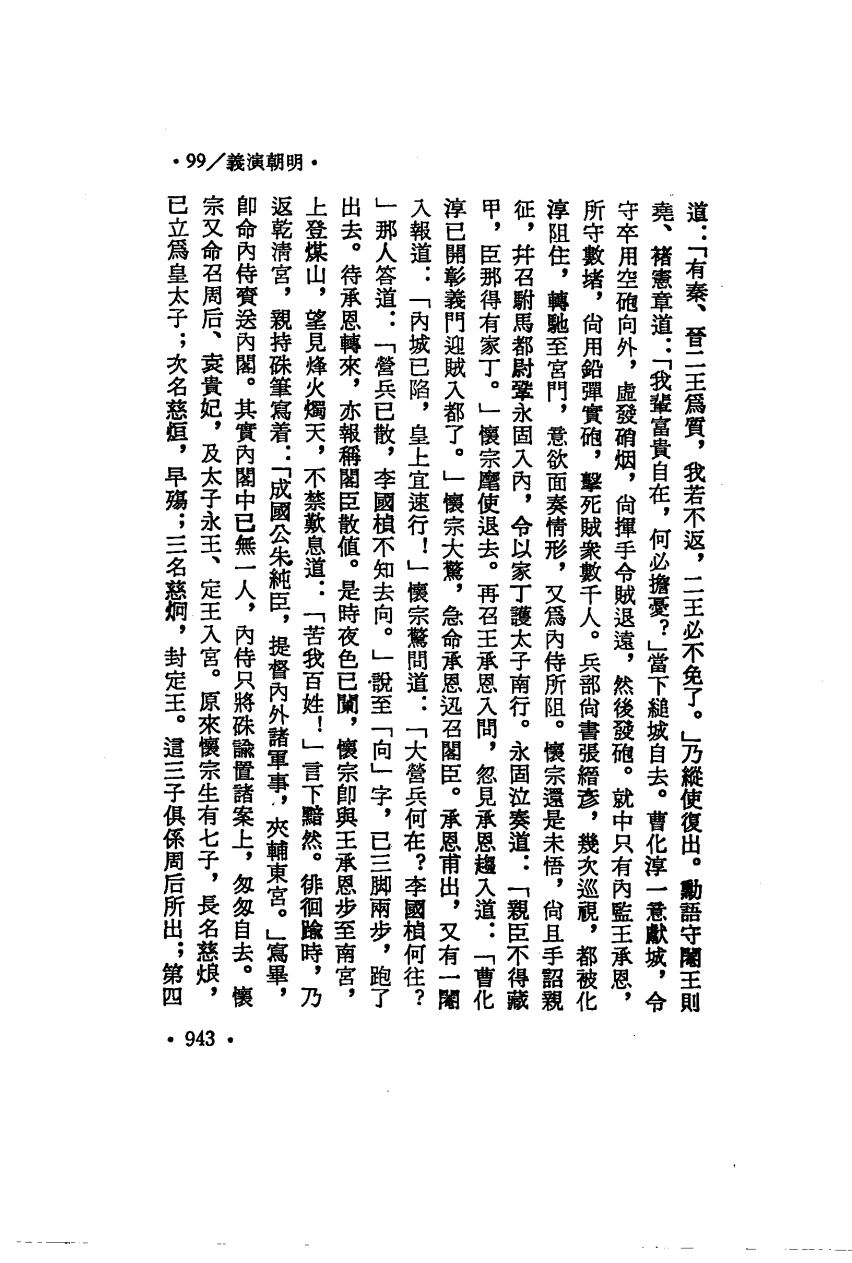 ·99／義演朝明·
道：「有秦、晉二王爲質，我若不返，二王必不免了。」乃縱使復出。勳語守闉王則
堯、褚憲章道：「我輩富貴自在，何必擔憂？」當下縋城自去。曹化淳一意獻城，令
守卒用空砲向外，虛發硝烟，尙揮手令賊退遠，然後發砲。就中只有內監王承恩，
所守數堵，尙用鉛彈實砲，擊死賊衆數千人。兵部尙書張縉彥，幾次巡視，都被化
淳阻住，轉馳至宮門，意欲面奏情形，又爲內侍所阻。懷宗還是未悟，尙且手詔親
征，幷召駙馬都尉鞏永固入內，令以家丁護太子南行。永固泣奏道：「親臣不得藏
甲，臣那得有家丁。」懷宗麾使退去。再召王承恩入問，忽見承恩趨入道：「曹化
淳已開彰義門迎賊入都了。」懷宗大驚，急命承恩迅召閣臣。承恩甫出，又有一閹
入報道：「內城已陷，皇上宜速行！」懷宗驚問道：「大營兵何在？李國楨何往？
」那人答道：「營兵已散，李國楨不知去向。」說至「向」字，已三脚兩步，跑了
出去。待承恩轉來，亦報稱閣臣散值。是時夜色已闌，懷宗卽與王承恩步至南宮，
上登煤山，望見烽火燭天，不禁歎息道：「苦我百姓！」言下黯然。徘徊踰時，乃
返乾淸宮，親持硃筆寫着：「成國公朱純臣，提督內外諸軍事，夾輔東宮。」寫畢，
卽命內侍賫送內閣。其實內閣中已無一人，內侍只將硃諭置諸案上，匆匆自去。懷
宗又命召周后、袁貴妃，及太子永王、定王入宮。原來懷宗生有七子，長名慈烺，
已立爲皇太子；次名慈烜，早殤；三名慈炯，封定王。這三子俱係周后所出；第四
·943·